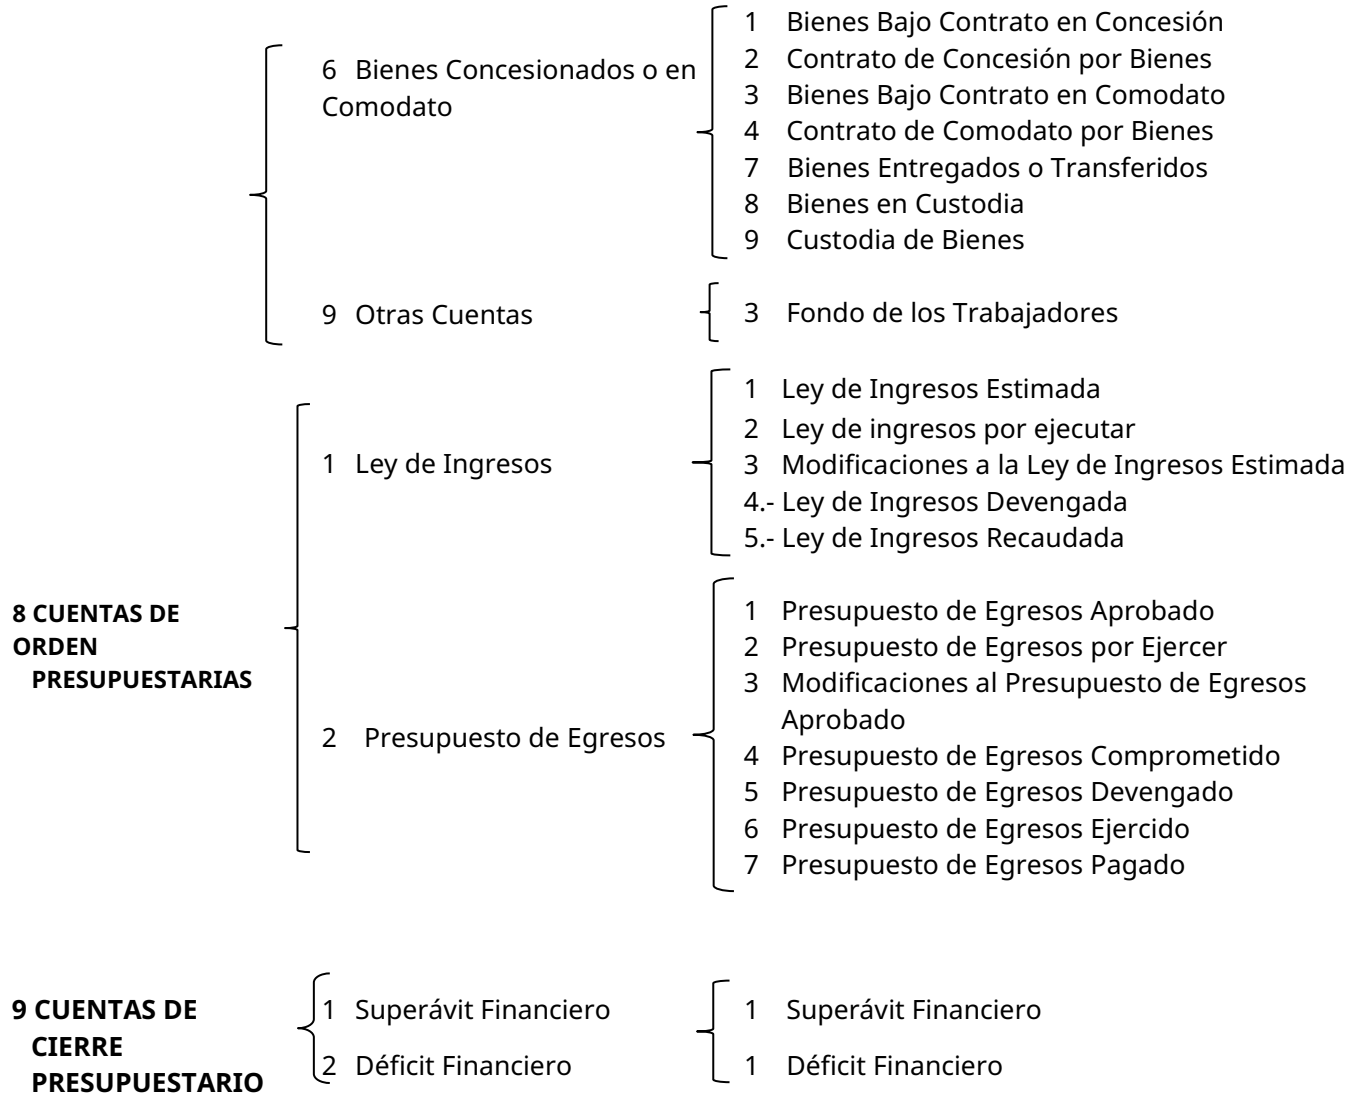 6 Bienes Concesionados o en
Comodato
1 Bienes Bajo Contrato en Concesión
2 Contrato de Concesión por Bienes
3 Bienes Bajo Contrato en Comodato
4 Contrato de Comodato por Bienes
7 Bienes Entregados o Transferidos
8 Bienes en Custodia
9 Custodia de Bienes
9 Otras Cuentas
3 Fondo de los Trabajadores
8 CUENTAS DE
ORDEN
PRESUPUESTARIAS
1 Ley de Ingresos
1 Ley de Ingresos Estimada
2 Ley de ingresos por ejecutar
3 Modificaciones a la Ley de Ingresos Estimada
4.- Ley de Ingresos Devengada
5.- Ley de Ingresos Recaudada
2 Presupuesto de Egresos
1 Presupuesto de Egresos Aprobado
2 Presupuesto de Egresos por Ejercer
3 Modificaciones al Presupuesto de Egresos
Aprobado
4 Presupuesto de Egresos Comprometido
5 Presupuesto de Egresos Devengado
6 Presupuesto de Egresos Ejercido
7 Presupuesto de Egresos Pagado
9 CUENTAS DE
CIERRE
PRESUPUESTARIO
1 Superávit Financiero
2 Déficit Financiero
1 Superávit Financiero
1 Déficit Financiero